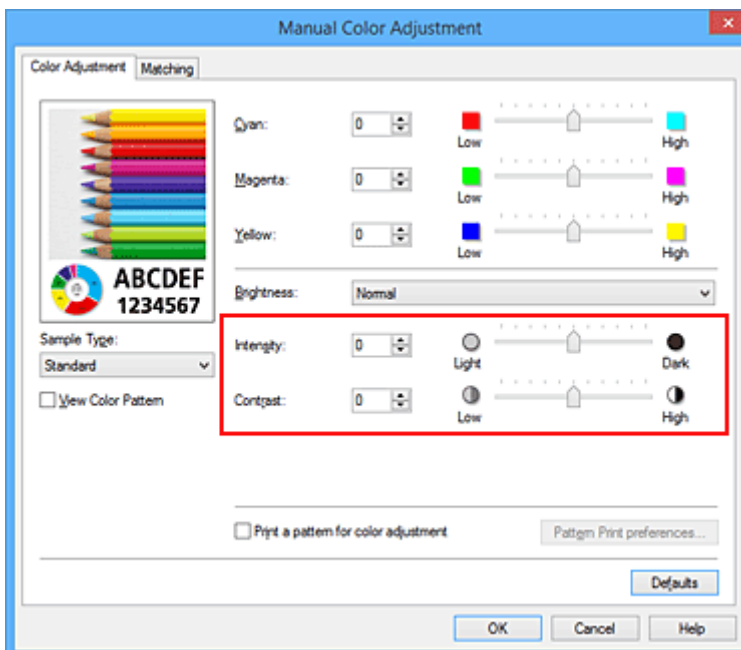 Manual Color Adjustment
Color Adjustment
Matching
ABCDEF
1234567
Sample Type:
Standard
View Color Pattern
Cyan: 0 Low High
Magenta: 0 Low High
Yellow: 0 Low High
Brightness: Normal
Intensity: 0 Light Dark
Contrast: 0 Low High
Print a pattern for color adjustment
Pattern Print preferences...
Defaults
OK Cancel Help